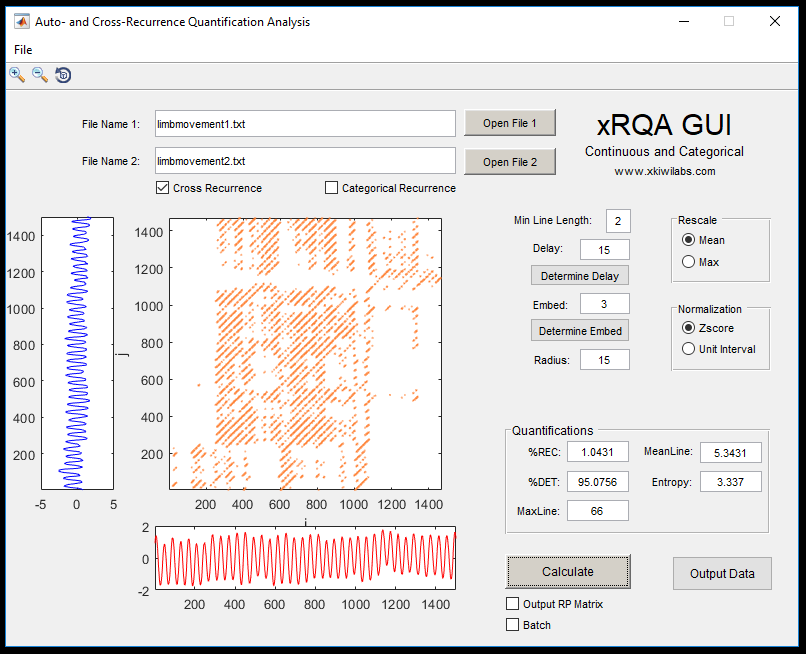 Auto- and Cross-Recurrence Quantification Analysis
File
File Name 1: limbmovement1.txt Open File 1
File Name 2: limbmovement2.txt Open File 2
Cross Recurrence Categorical Recurrence
xRQA GUI
Continuous and Categorical
www.xkiwilabs.com
1400
1200
1000
800
600
400
200
-5 0 5
j
1400
1200
1000
800
600
400
200
200 400 600 800 1000 1200 1400
i
2
0
-2
200 400 600 800 1000 1200 1400
Min Line Length: 2
Delay: 15
Determine Delay
Embed: 3
Determine Embed
Radius: 15
Rescale
Mean
Max
Normalization
Zscore
Unit Interval
Quantifications
%REC: 1.0431 MeanLine: 5.3431
%DET: 95.0756 Entropy: 3.337
MaxLine: 66
Calculate Output Data
Output RP Matrix
Batch